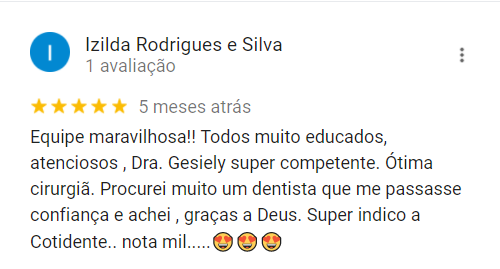 I
Izilda Rodrigues e Silva
1 avaliação
5 meses atrás
Equipe maravilhosa!! Todos muito educados,
atenciosos , Dra. Gesiely super competente. Ótima
cirurgiã. Procurei muito um dentista que me passasse
confiança e achei , graças a Deus. Super indico a
Cotidente.. nota mil.....😍😍😍